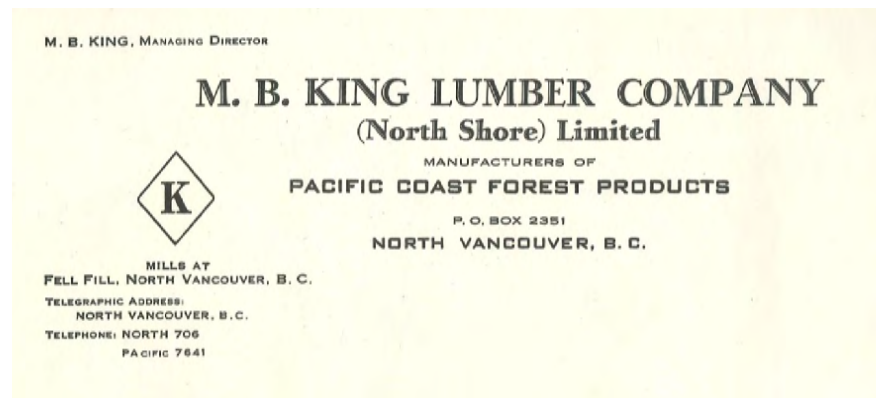 M. B. KING, MANAGING DIRECTOR
M. B. KING LUMBER COMPANY
(North Shore) Limited
MANUFACTURERS OF
PACIFIC COAST FOREST PRODUCTS
P. O. BOX 2351
NORTH VANCOUVER, B. C.
K
MILLS AT
FELL FILL, NORTH VANCOUVER, B. C.
TELEGRAPHIC ADDRESS:
NORTH VANCOUVER, B.C.
TELEPHONE: NORTH 706
PACIFIC 7641